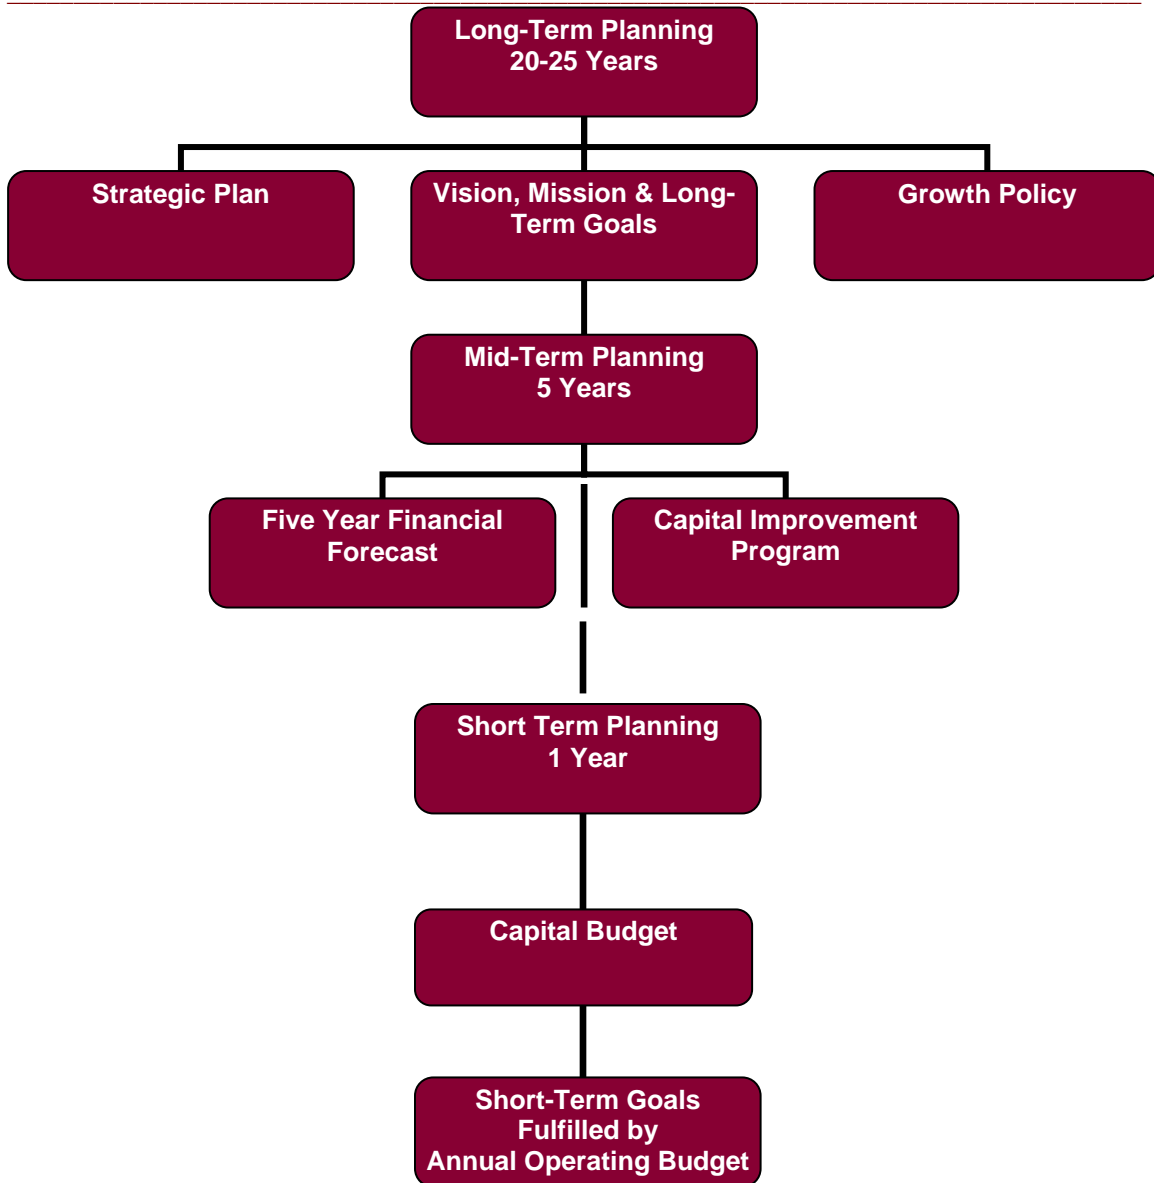 Long-Term Planning
20-25 Years
Strategic Plan
Vision, Mission & Long-
Term Goals
Growth Policy
Mid-Term Planning
5 Years
Five Year Financial
Forecast
Capital Improvement
Program
Short Term Planning
1 Year
Capital Budget
Short-Term Goals
Fulfilled by
Annual Operating Budget